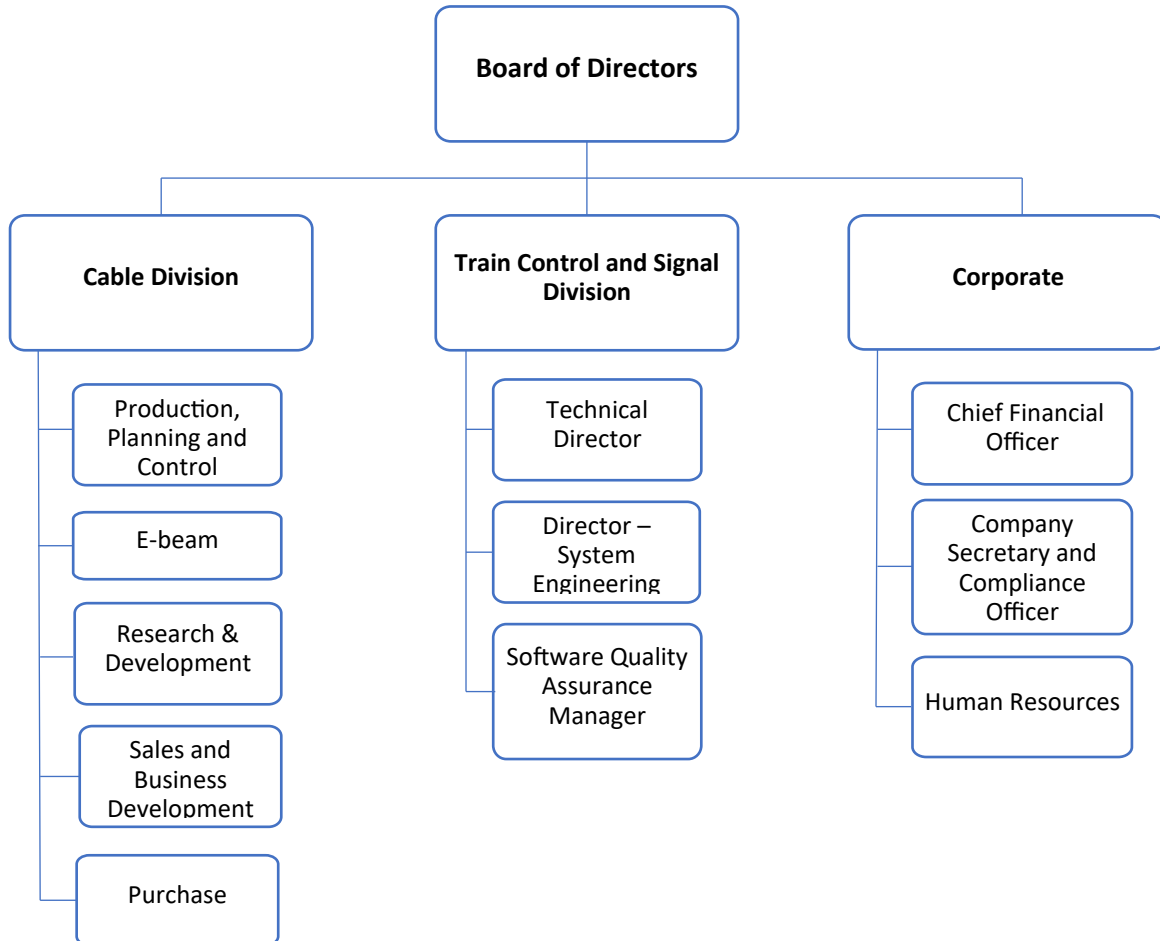 Board of Directors
Cable Division
Production,
Planning and
Control
E-beam
Research &
Development
Sales and
Business
Development
Purchase
Train Control and Signal
Division
Technical
Director
Director –
System
Engineering
Software Quality
Assurance
Manager
Corporate
Chief Financial
Officer
Company
Secretary and
Compliance
Officer
Human Resources